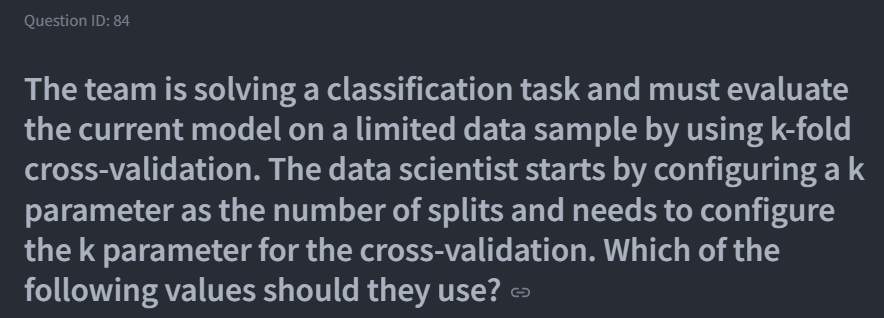 Question ID: 84
The team is solving a classification task and must evaluate
the current model on a limited data sample by using k-fold
cross-validation. The data scientist starts by configuring a k
parameter as the number of splits and needs to configure
the k parameter for the cross-validation. Which of the
following values should they use?